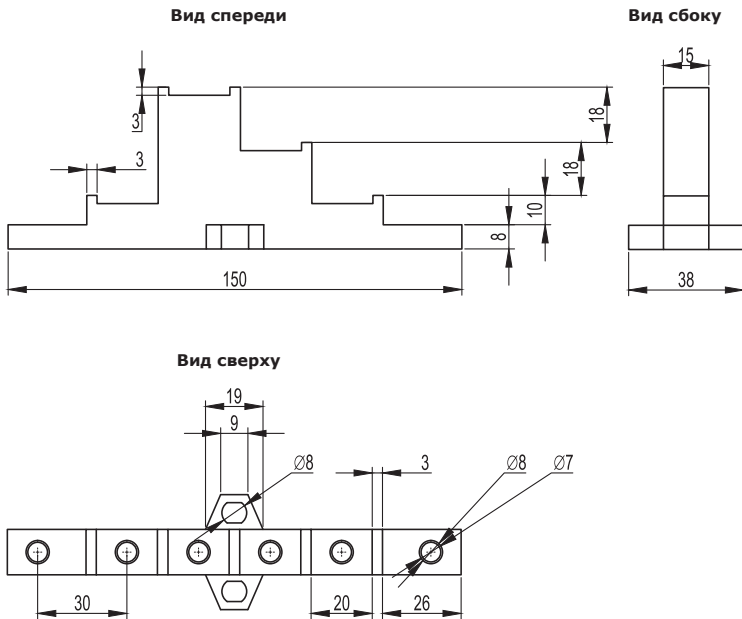 Вид спереди
Вид сбоку
15
3
18
3
18
10
8
150
38
Вид сверху
19
9
Ø8
3
Ø8
Ø7
30
20
26